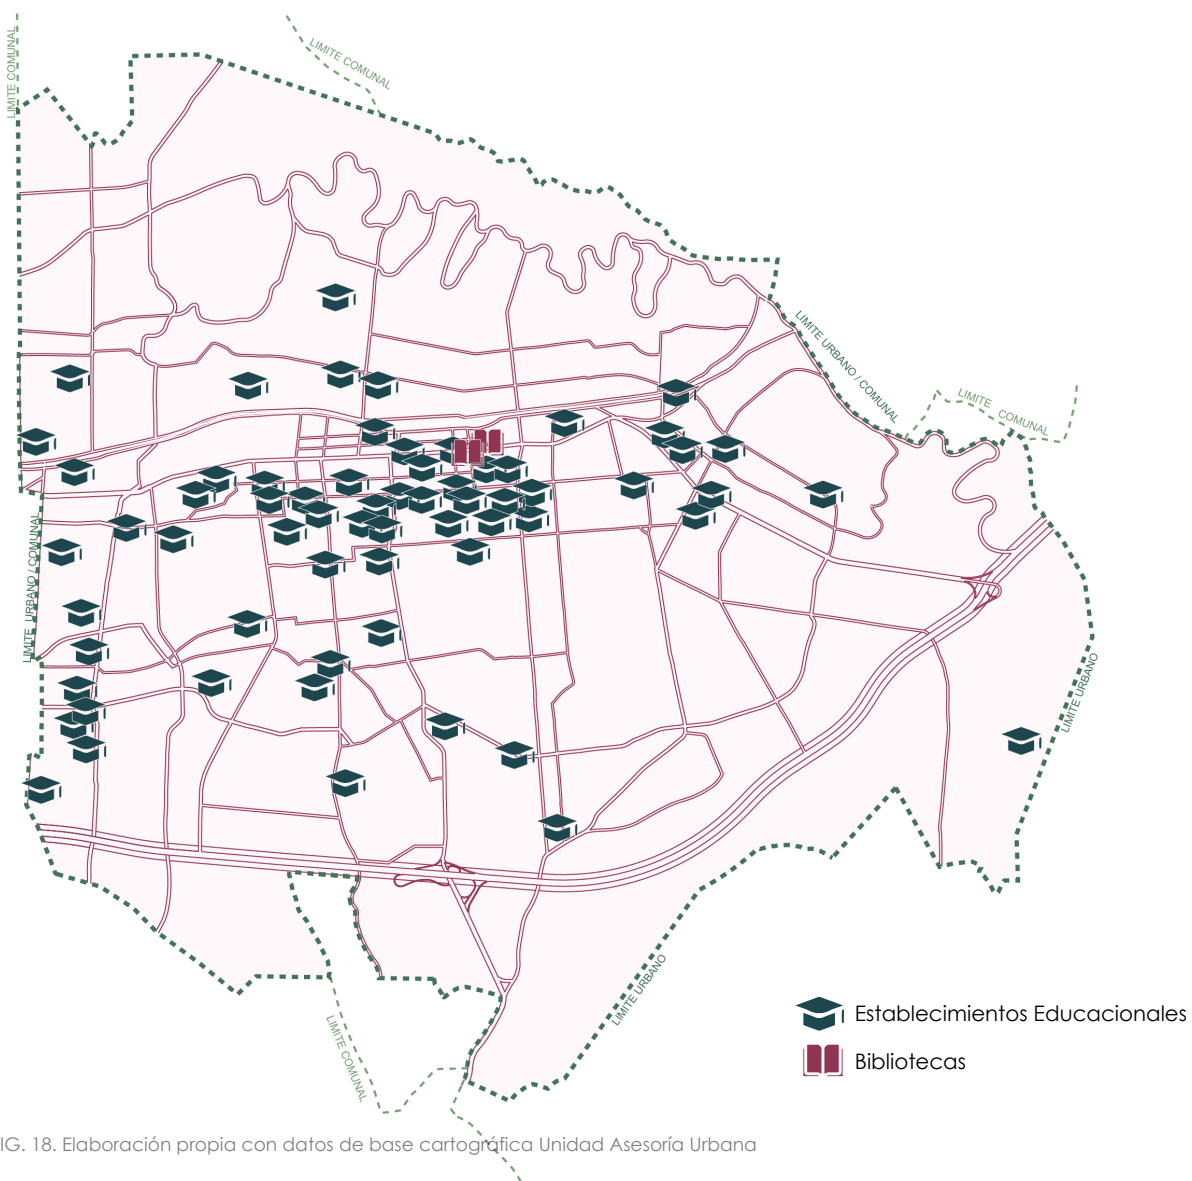 LIMITE COMUNAL
LIMITE COMUNAL
LIMITE URBANO / COMUNAL
LIMITE COMUNAL
LIMITE URBANO / COMUNAL
LIMITE URBANO
LIMITE URBANO
LIMITE COMUNAL
Establecimientos Educacionales
Bibliotecas
IG. 18. Elaboración propia con datos de base cartográfica Unidad Asesoría Urbana